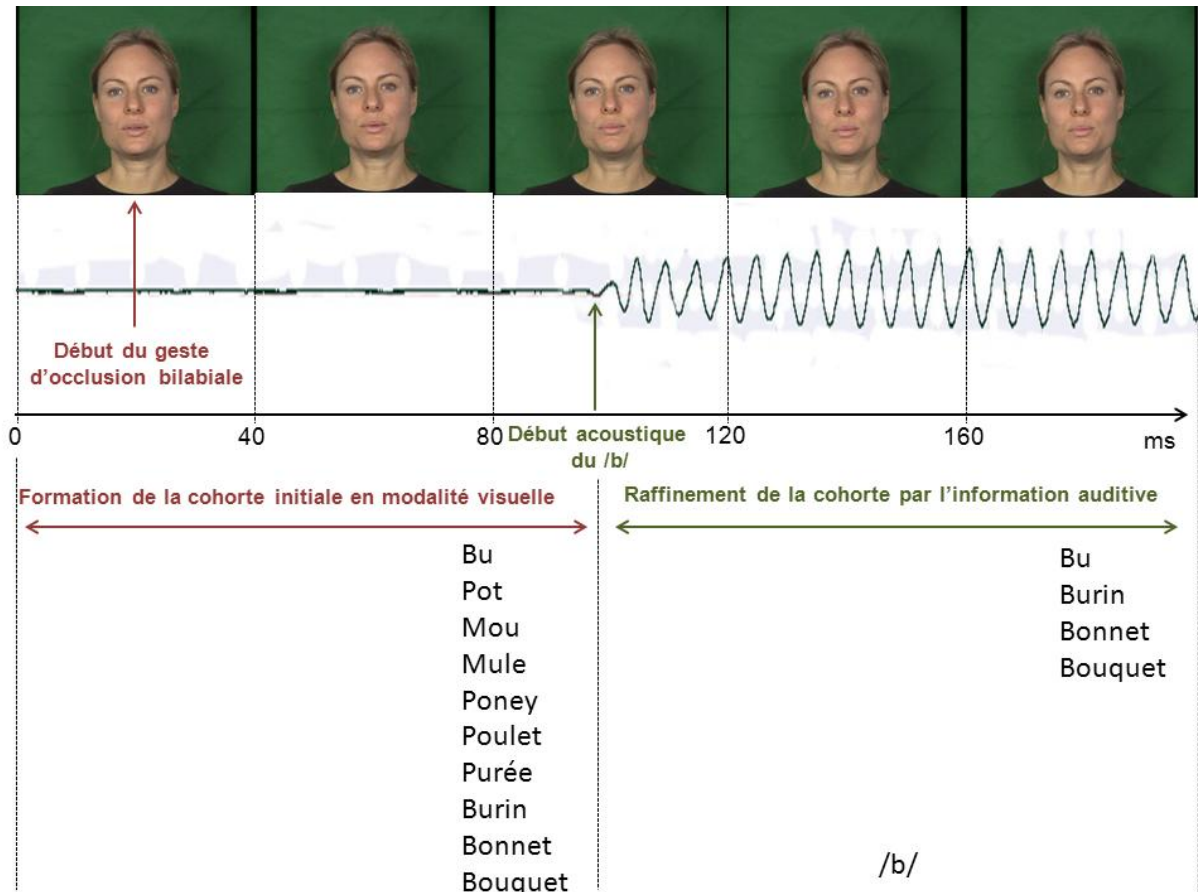 Début du geste
d'occlusion bilabiale
0
40
80
Début acoustique
du /b/
120
160
ms
Formation de la cohorte initiale en modalité visuelle
Raffinement de la cohorte par l'information auditive
Bu
Pot
Mou
Mule
Poney
Poulet
Purée
Burin
Bonnet
Bouquet
Bu
Burin
Bonnet
Bouquet
/b/